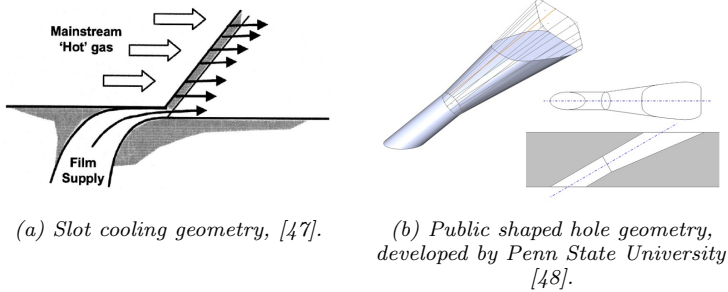 Mainstream
'Hot' gas
Film
Supply
(a) Slot cooling geometry, [47].
(b) Public shaped hole geometry,
developed by Penn State University
[48].